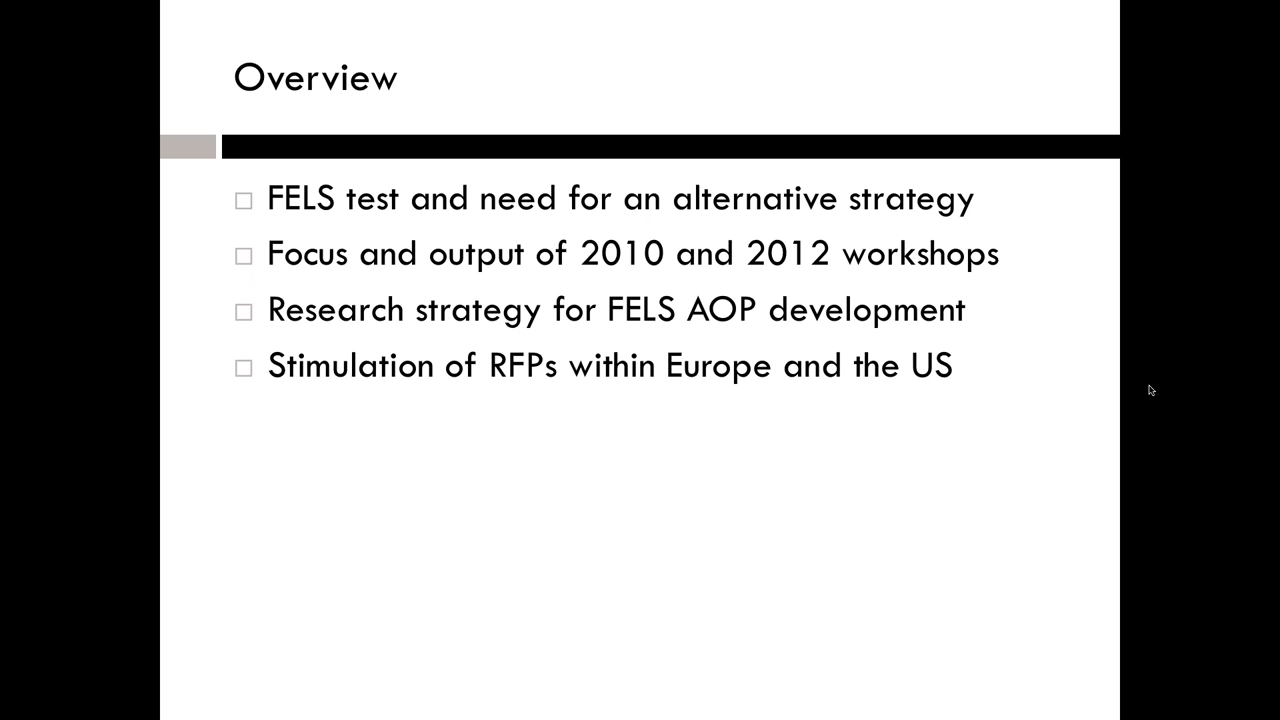 Overview
FELS test and need for an alternative strategy
Focus and output of 2010 and 2012 workshops
Research strategy for FELS AOP development
Stimulation of RFPs within Europe and the US